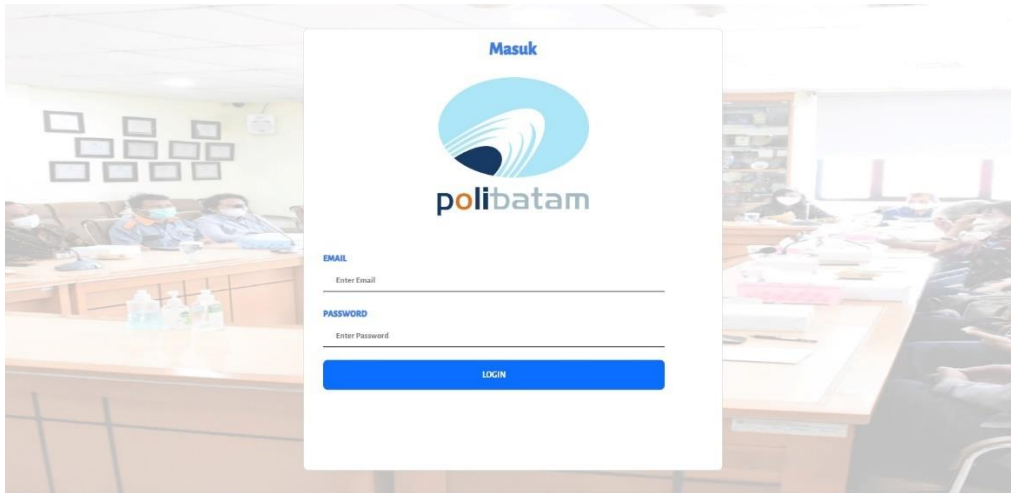 Masuk
polibatam
EMAIL
Enter Email
PASSWORD
Enter Password
LOGIN